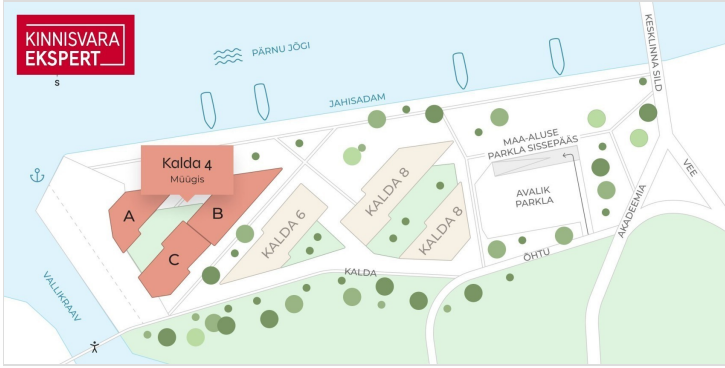 KINNISVARA
EKSPERT
S
PÄRNU JÕGI
JAHISADAM
KESKLINNA SILD
MAA-ALUSE
PARKLA SISSEPÄÄS
VEE
Kalda 4
Müügis
A
B
C
KALDA 6
KALDA 8
KALDA 8
AVALIK
PARKLA
AKADEEMIA
ÕHTU
KALDA
VALLIKRAAV